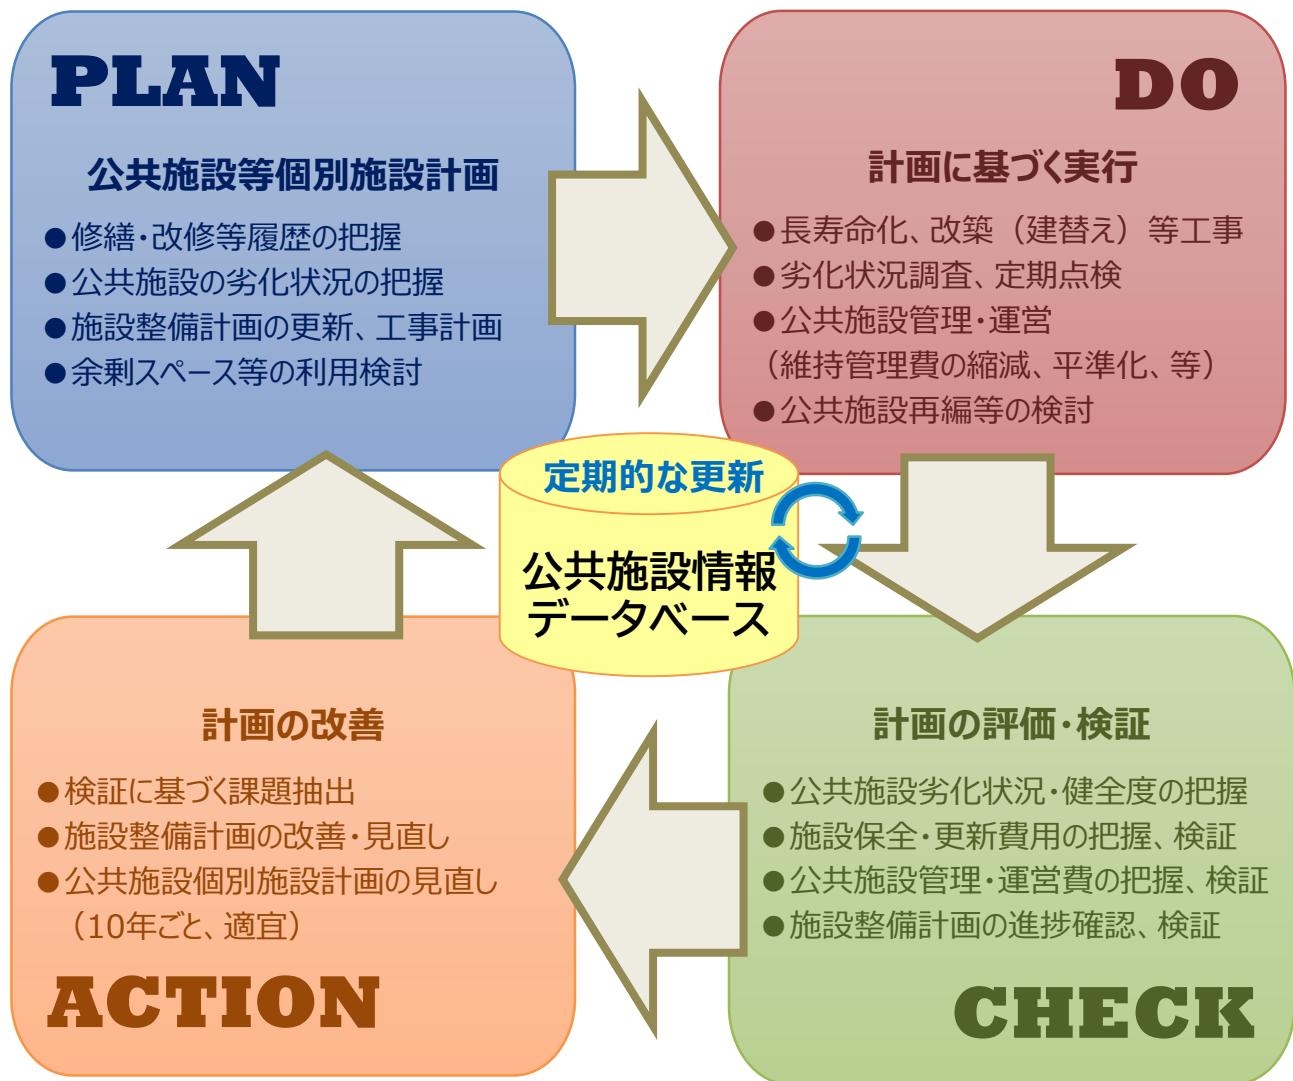 PLAN
公共施設等個別施設計画
●修繕・改修等履歴の把握
●公共施設の劣化状況の把握
●施設整備計画の更新、工事計画
●余剰スペース等の利用検討
DO
計画に基づく実行
●長寿命化、改築（建替え）等工事
●劣化状況調査、定期点検
●公共施設管理・運営
（維持管理費の縮減、平準化、等）
●公共施設再編等の検討
定期的な更新
公共施設情報
データベース
計画の改善
●検証に基づく課題抽出
●施設整備計画の改善・見直し
●公共施設個別施設計画の見直し
（10年ごと、適宜）
ACTION
計画の評価・検証
●公共施設劣化状況・健全度の把握
●施設保全・更新費用の把握、検証
●公共施設管理・運営費の把握、検証
●施設整備計画の進捗確認、検証
CHECK